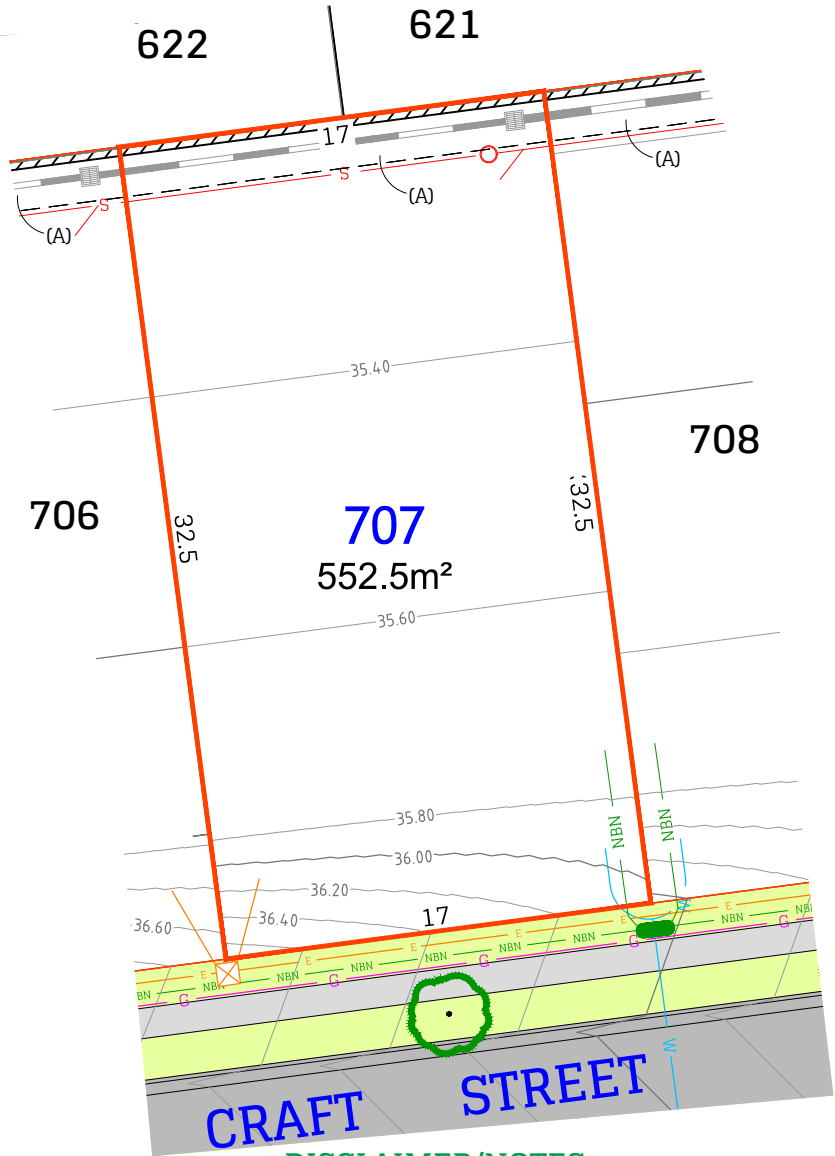 622
621
17
S
S
(A)
(A)
(A)
35.40
706
708
32.5
32.5
707
552.5m²
35.60
35.80
36.00
36.20
36.40
36.60
NBN
NBN
17
W
E
E
E
E
NBN
NBN
NBN
NBN
NBN
NBN
NBN
G
G
G
G
G
W
CRAFT STREET
DISCLAIMER/NOTES